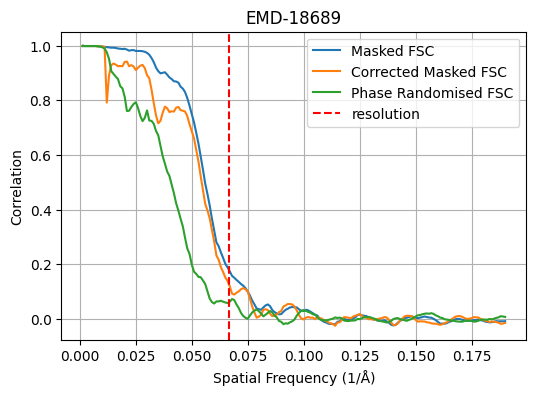 EMD-18689
Masked FSC
Corrected Masked FSC
Phase Randomised FSC
resolution
Correlation
1.0
0.8
0.6
0.4
0.2
0.0
0.000 0.025 0.050 0.075 0.100 0.125 0.150 0.175
Spatial Frequency (1/Å)